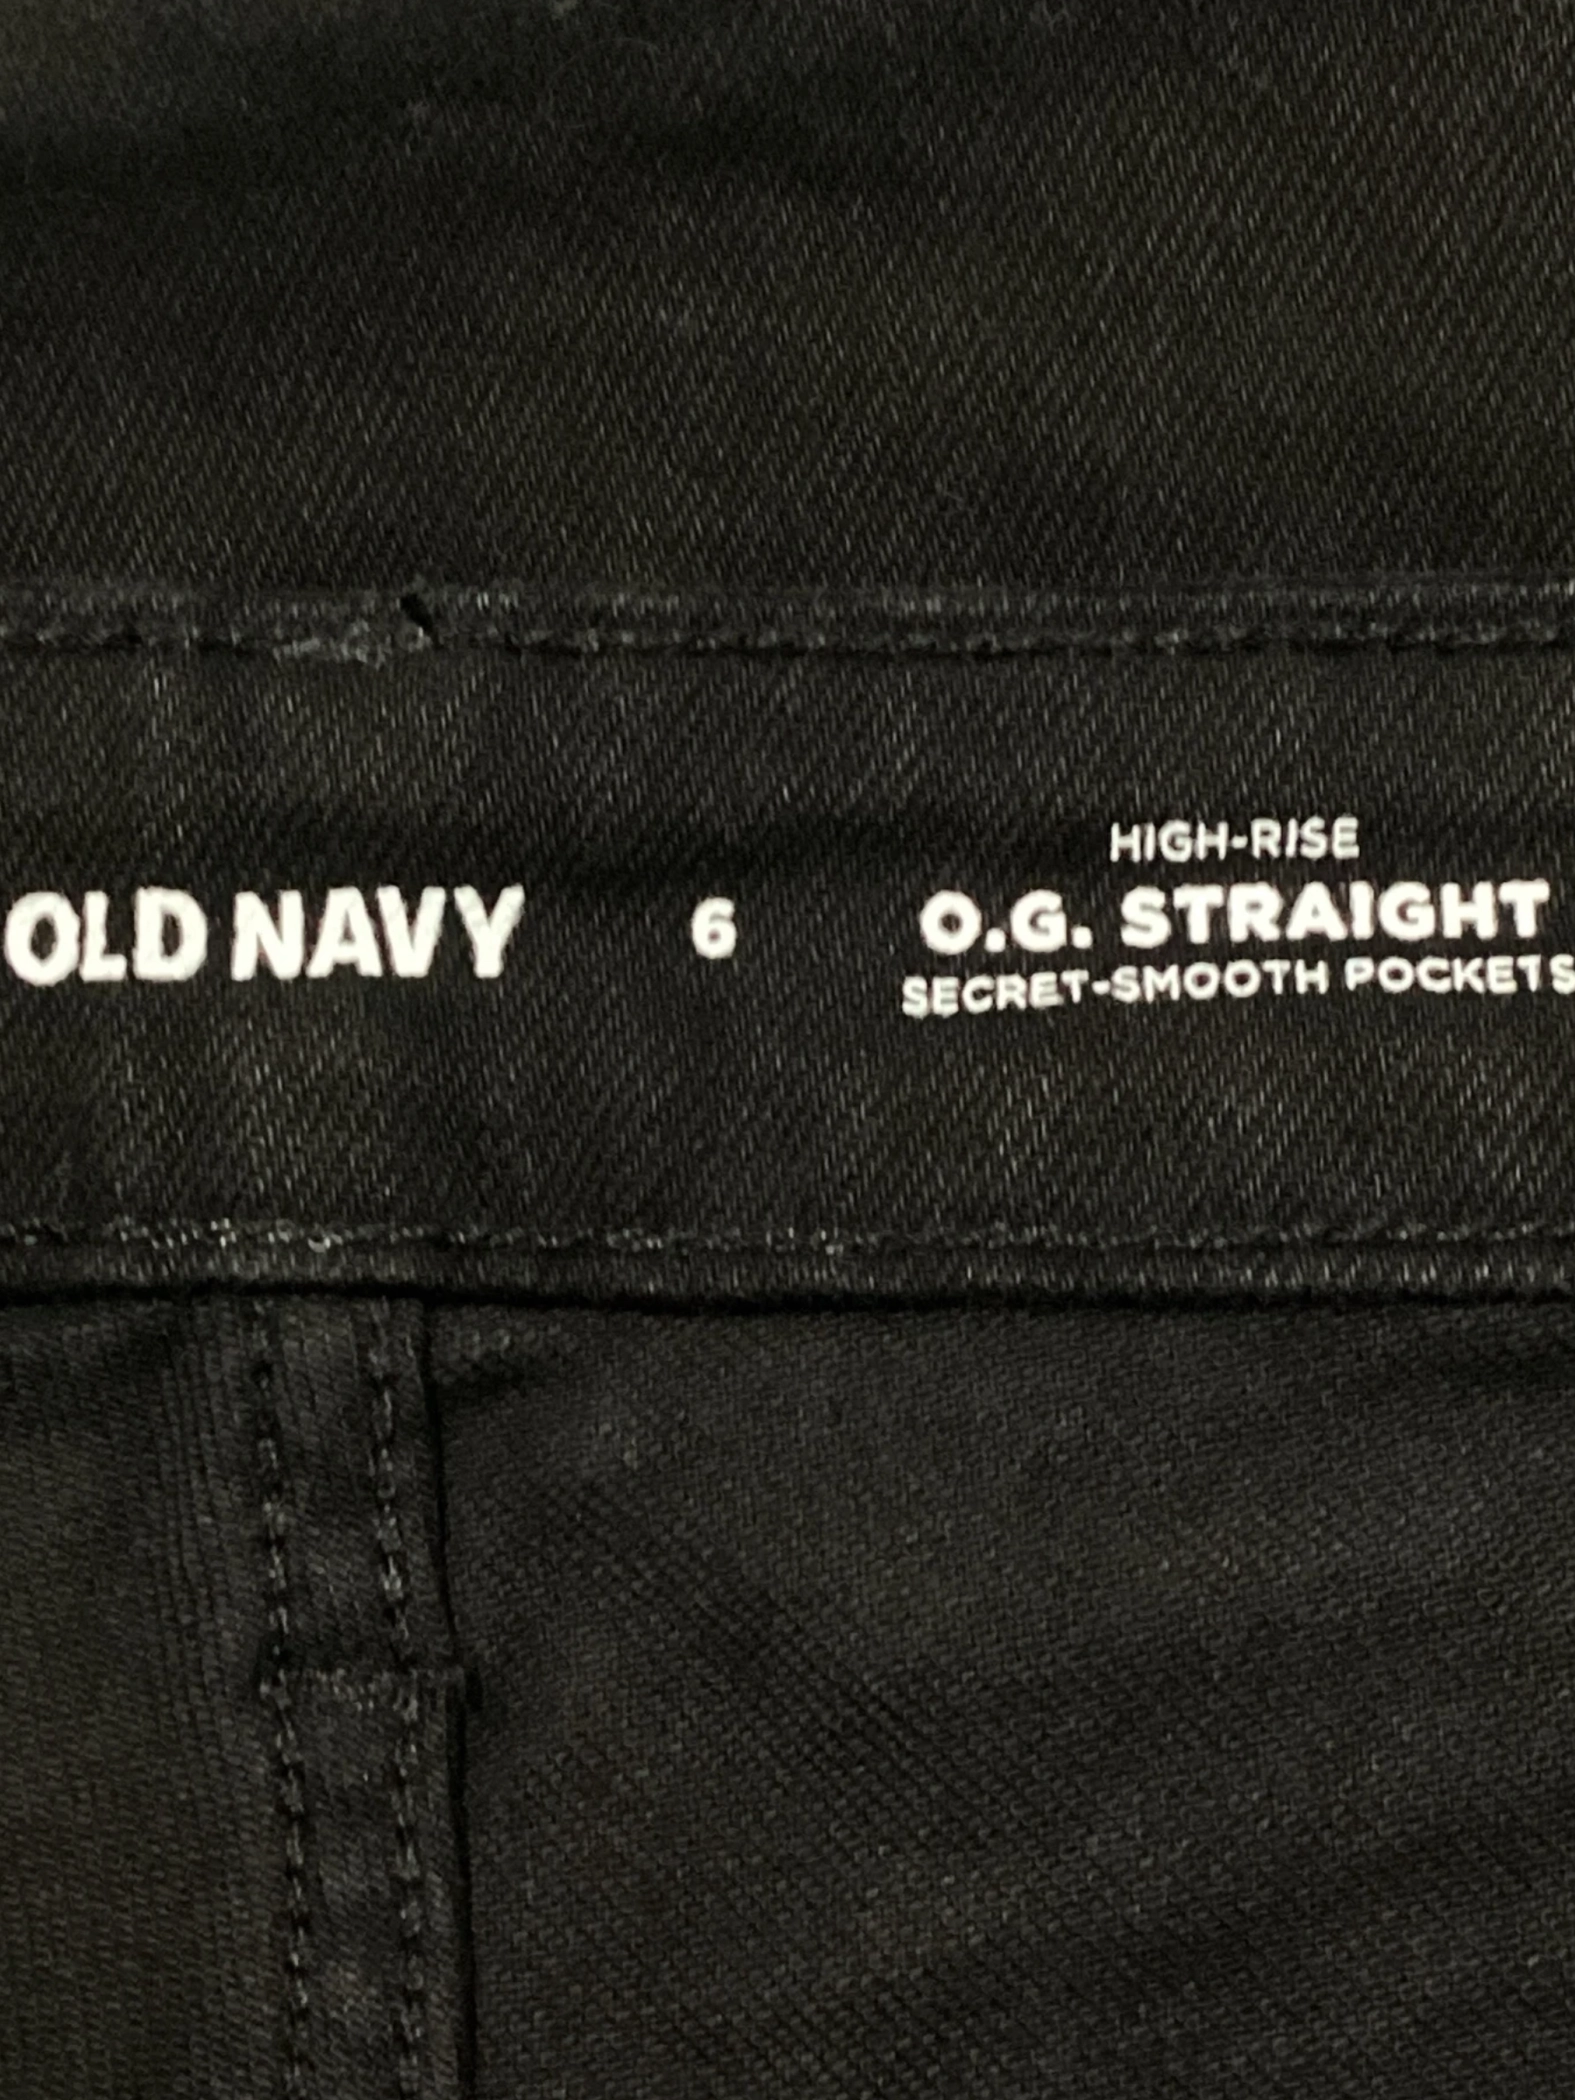 OLD NAVY
6
HIGH-RISE
O.G. STRAIGHT
SECRET-SMOOTH POCKETS